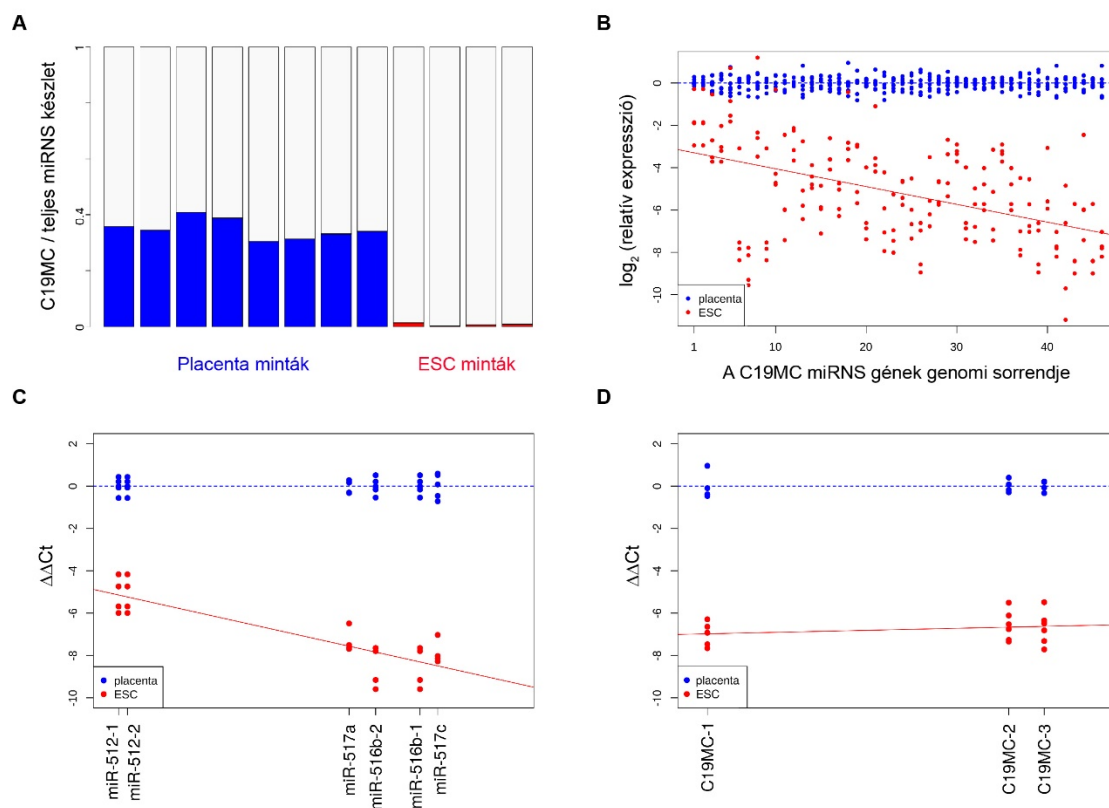 A
C19MC / teljes miRNS készlet
1
0.4
0
Placenta minták
ESC minták
B
log2 (relatív expresszió)
0
-2
-4
-6
-8
-10
placenta
ESC
1
10
20
30
40
A C19MC miRNS gének genomi sorrendje
C
ΔΔCt
2
0
-2
-4
-6
-8
-10
placenta
ESC
miR-512-1
miR-512-2
miR-517a
miR-516b-2
miR-516b-1
miR-517c
D
ΔΔCt
2
0
-2
-4
-6
-8
-10
placenta
ESC
C19MC-1
C19MC-2
C19MC-3